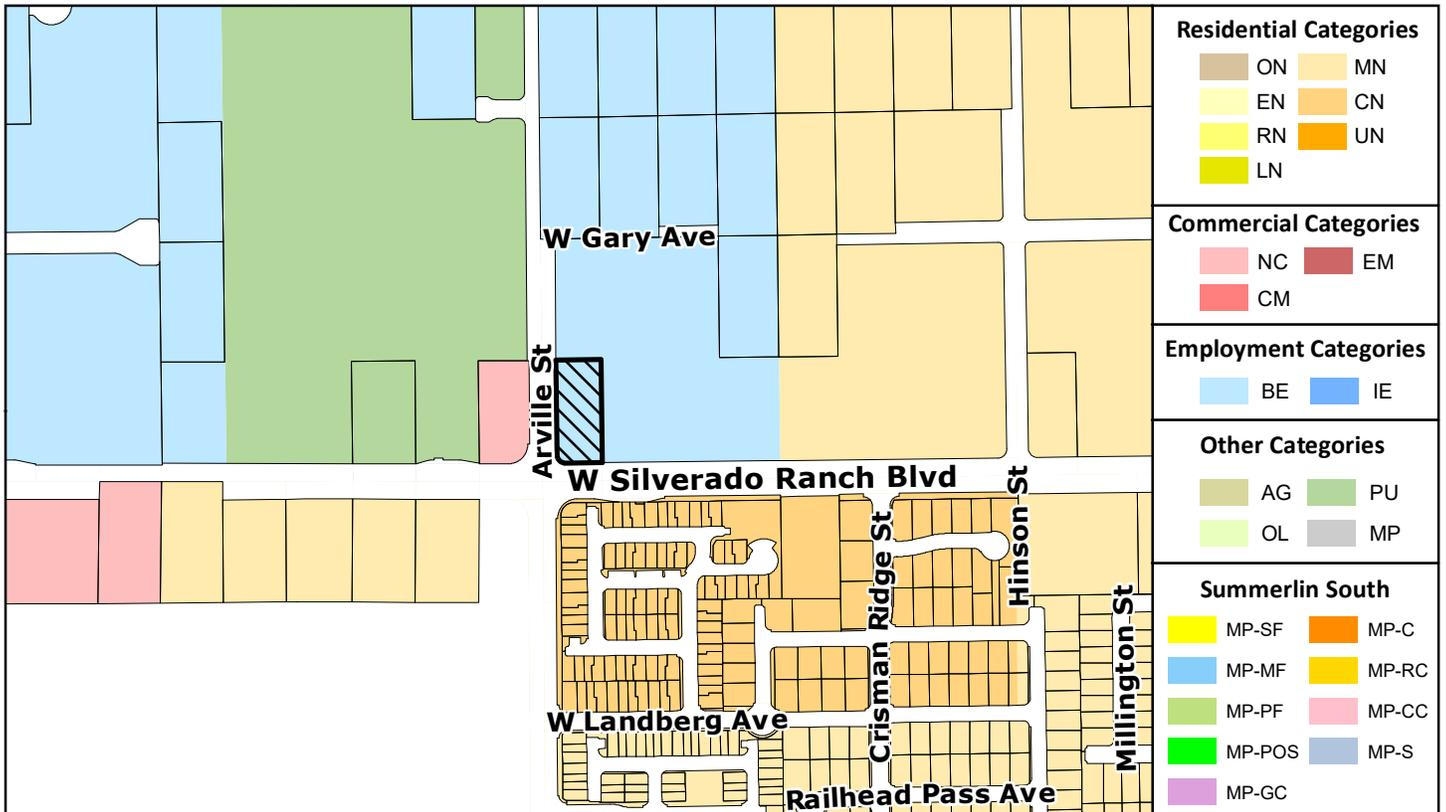 W Gary Ave
Arville St
W Silverado Ranch Blvd
Crisman Ridge St
Hinson St
Millington St
W Landberg Ave
Railhead Pass Ave
Residential Categories
ON MN
EN CN
RN UN
LN
Commercial Categories
NC EM
CM
Employment Categories
BE IE
Other Categories
AG PU
OL MP
Summerlin South
MP-SF MP-C
MP-MF MP-RC
MP-PF MP-CC
MP-POS MP-S
MP-GC